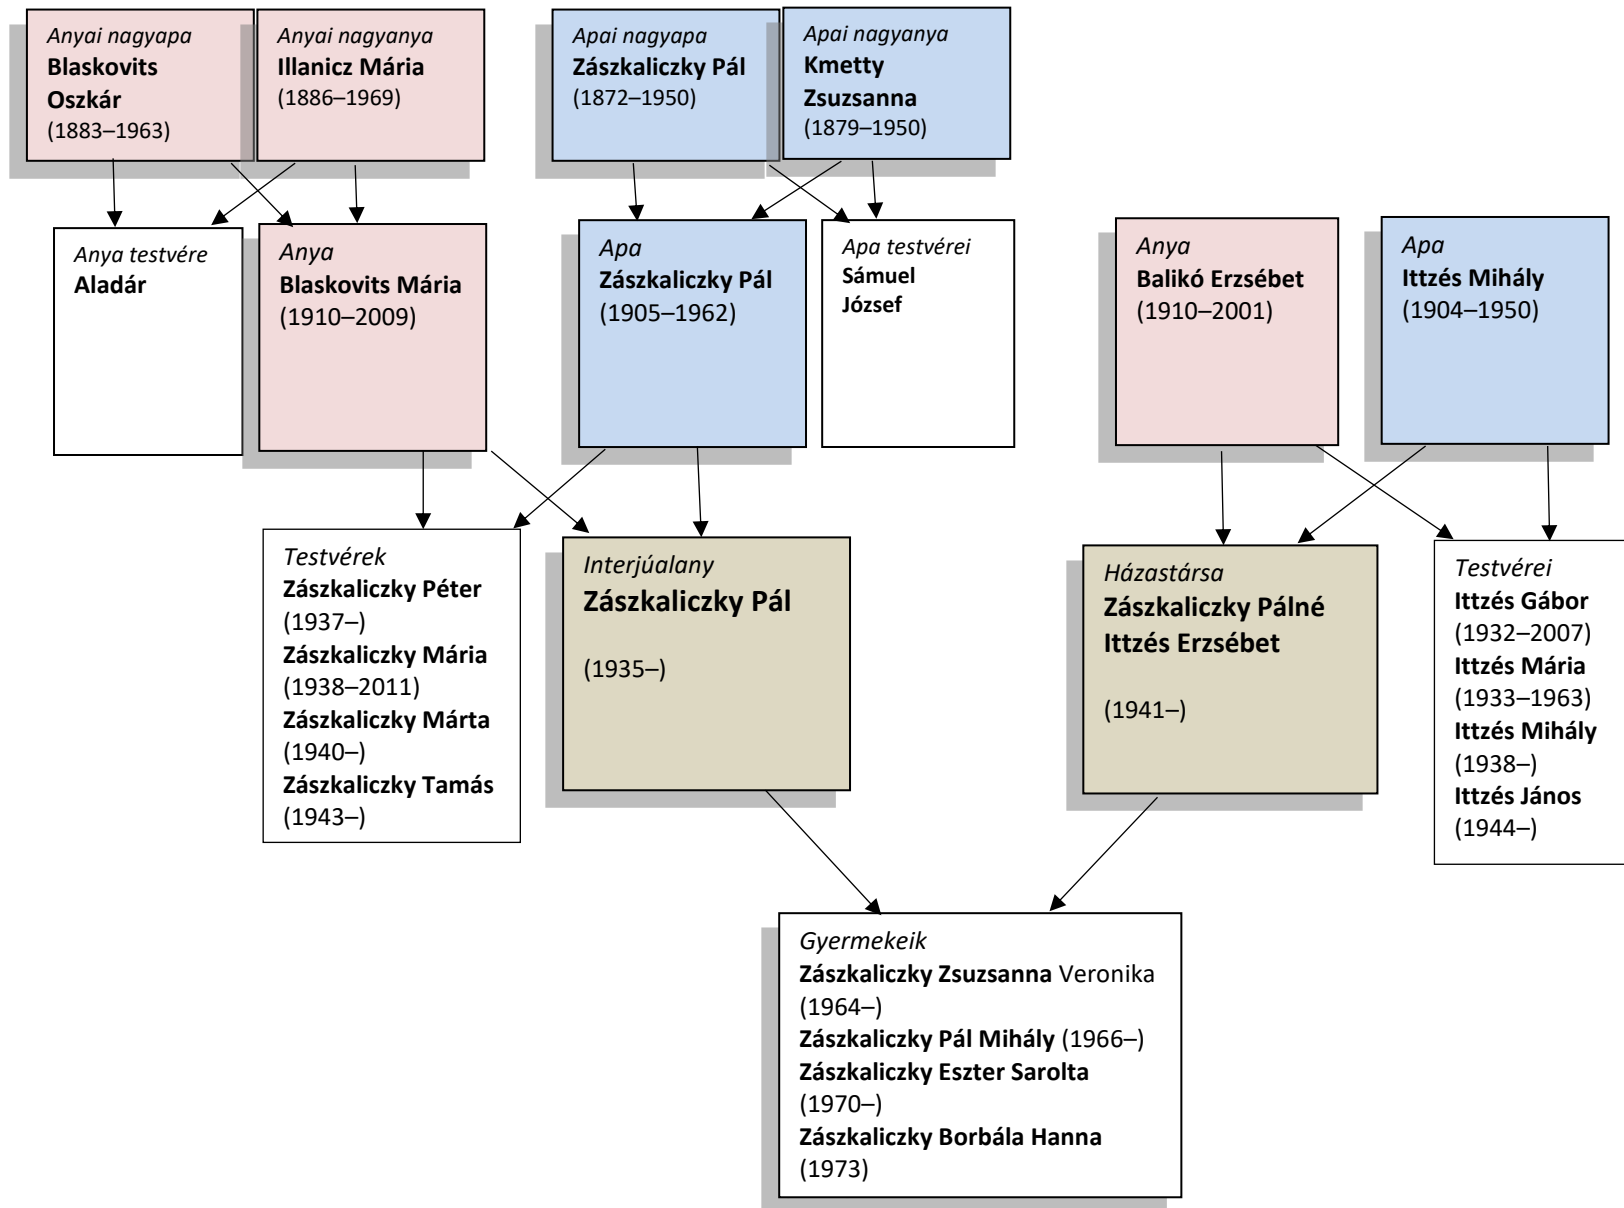 Anyai nagyapa
Blaskovits
Oszkár
(1883–1963)
Anyai nagyanya
Illanicz Mária
(1886–1969)
Apai nagyapa
Zászkaliczky Pál
(1872–1950)
Apai nagyanya
Kmetty
Zsuzsanna
(1879–1950)
Anya testvére
Aladár
Anya
Blaskovits Mária
(1910–2009)
Apa
Zászkaliczky Pál
(1905–1962)
Apa testvérei
Sámuel
József
Anya
Balikó Erzsébet
(1910–2001)
Apa
Ittzés Mihály
(1904–1950)
Testvérek
Zászkaliczky Péter
(1937–)
Zászkaliczky Mária
(1938–2011)
Zászkaliczky Márta
(1940–)
Zászkaliczky Tamás
(1943–)
Interjúalany
Zászkaliczky Pál
(1935–)
Házastársa
Zászkaliczky Pálné
Ittzés Erzsébet
(1941–)
Testvérei
Ittzés Gábor
(1932–2007)
Ittzés Mária
(1933–1963)
Ittzés Mihály
(1938–)
Ittzés János
(1944–)
Gyermekeik
Zászkaliczky Zsuzsanna Veronika
(1964–)
Zászkaliczky Pál Mihály (1966–)
Zászkaliczky Eszter Sarolta
(1970–)
Zászkaliczky Borbála Hanna
(1973)